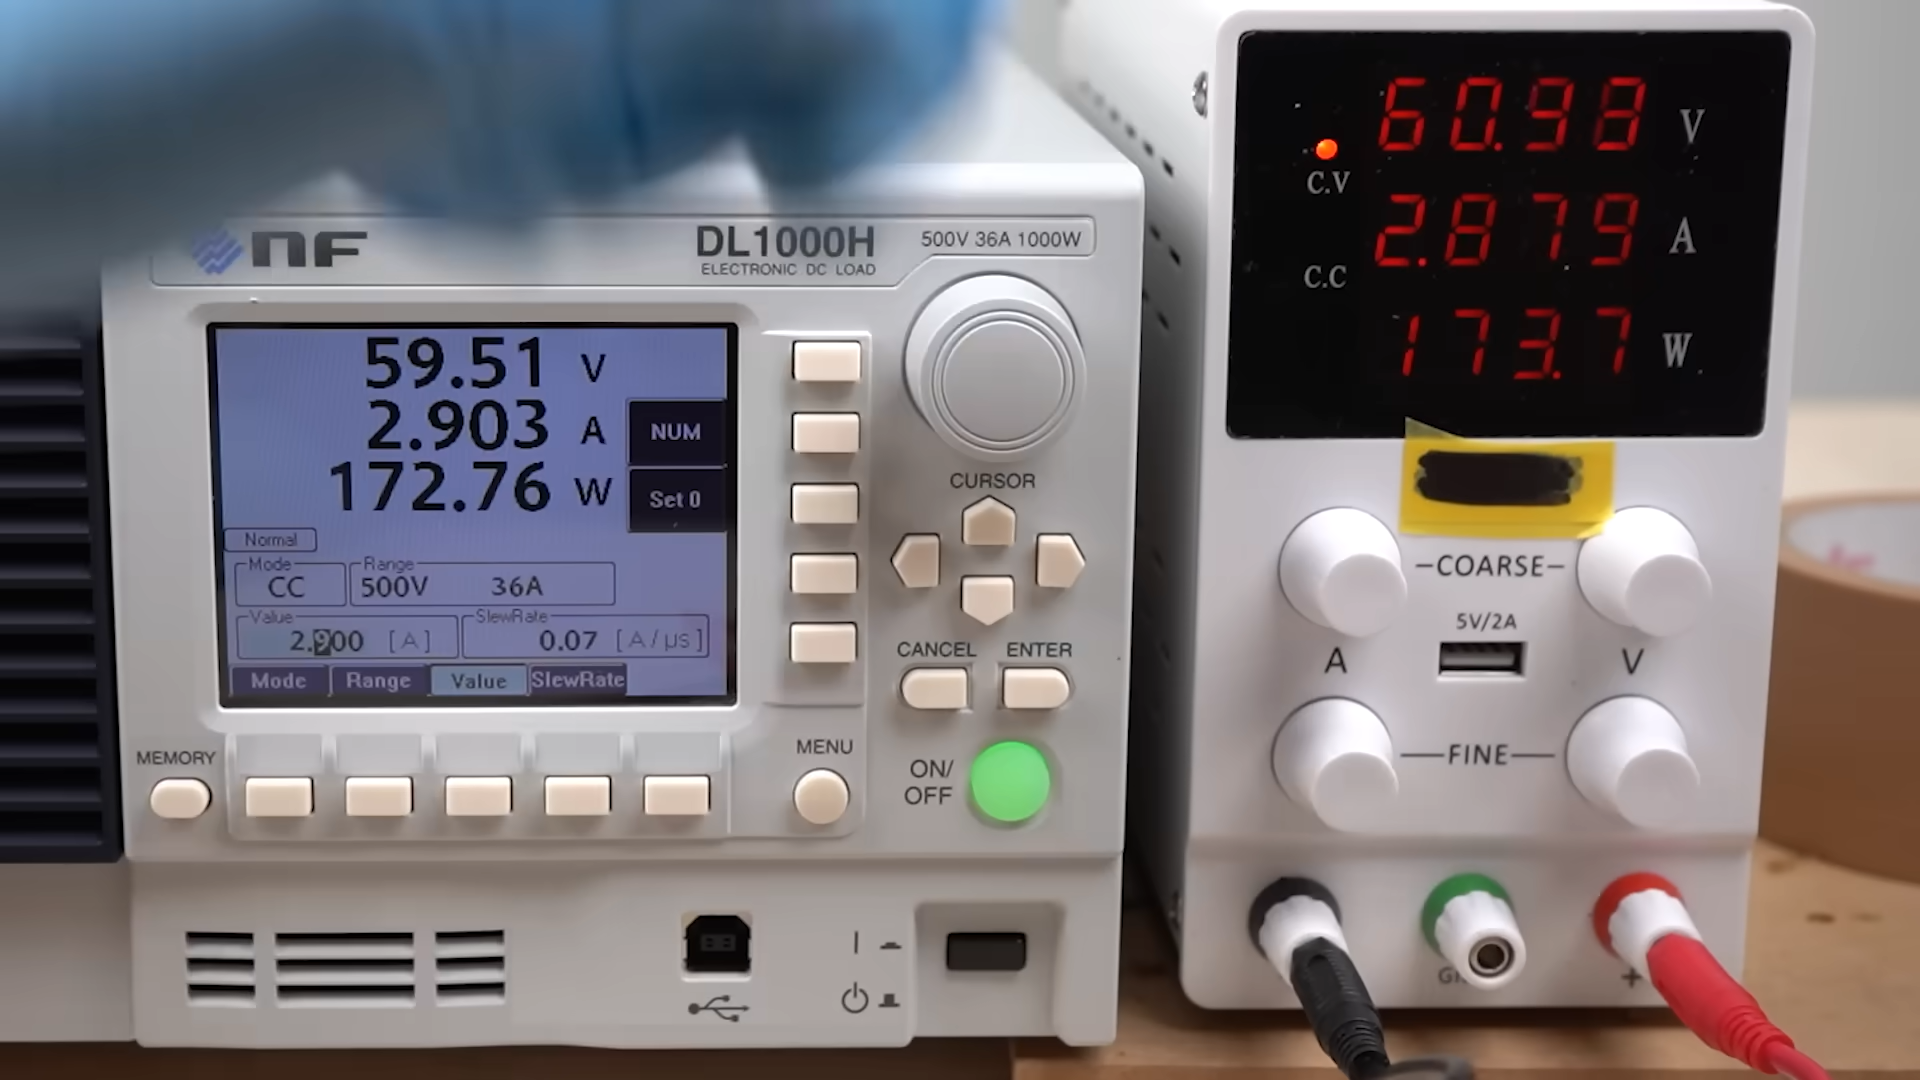 NF
DL1000H
ELECTRONIC DC LOAD
500V 36A 1000W
59.51 V
2.903 A
172.76 W
NUM
Set 0
Normal
Mode
CC
Range
500V 36A
Value
2.900 [A]
SlewRate
0.07 [A/µs]
Mode Range Value SlewRate
CURSOR
CANCEL ENTER
MEMORY
MENU
ON/
OFF
60.98 V
C.V
2.879 A
C.C
173.7 W
COARSE
5V/2A
A V
FINE
+